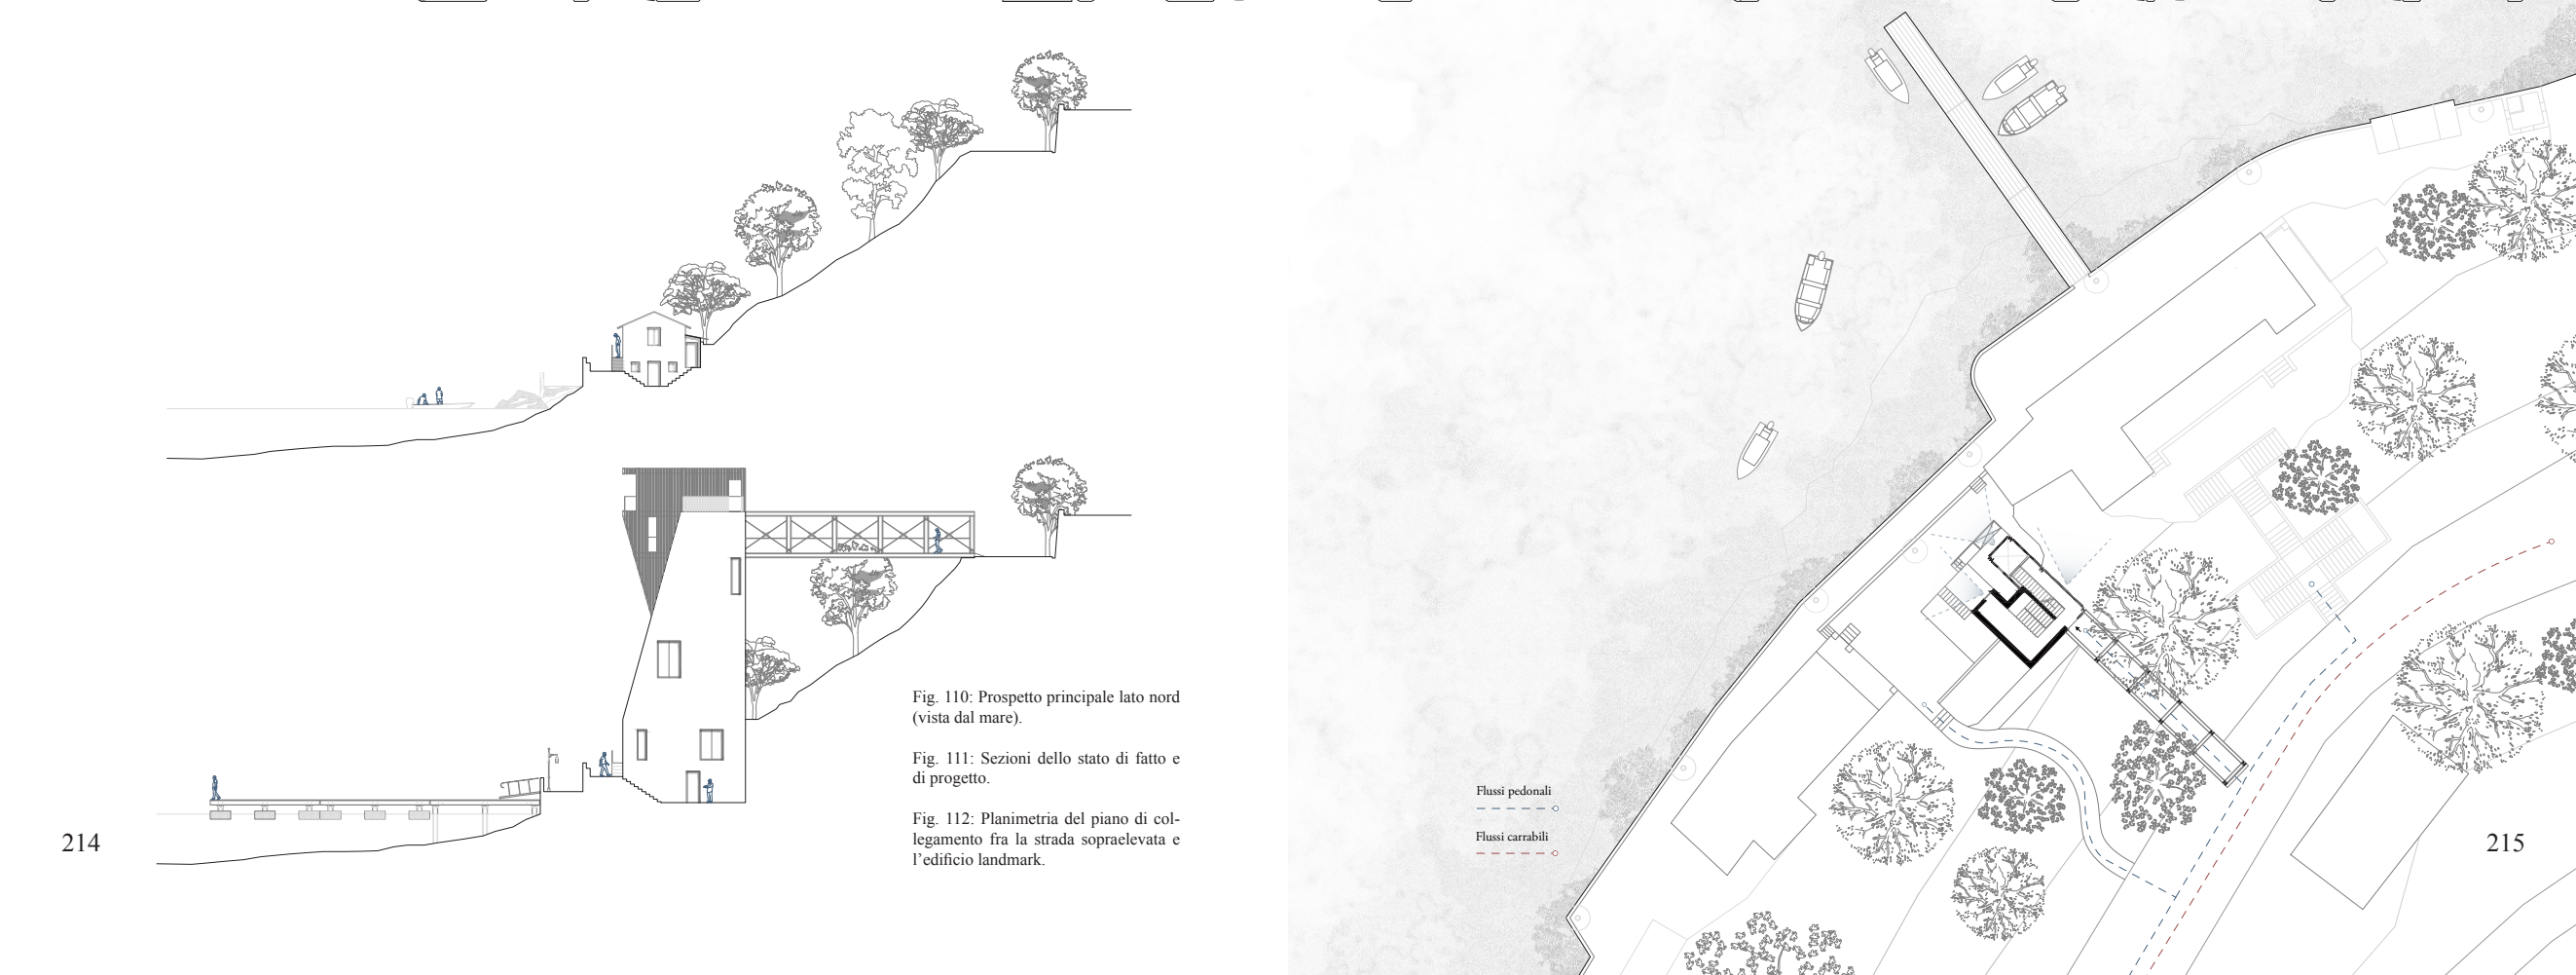 Fig. 110: Prospetto principale lato nord
(vista dal mare).
Fig. 111: Sezioni dello stato di fatto e
di progetto.
Fig. 112: Planimetria del piano di col-
legamento fra la strada sopraelevata e
l’edificio landmark.
214
Flussi pedonali
Flussi carrabili
215